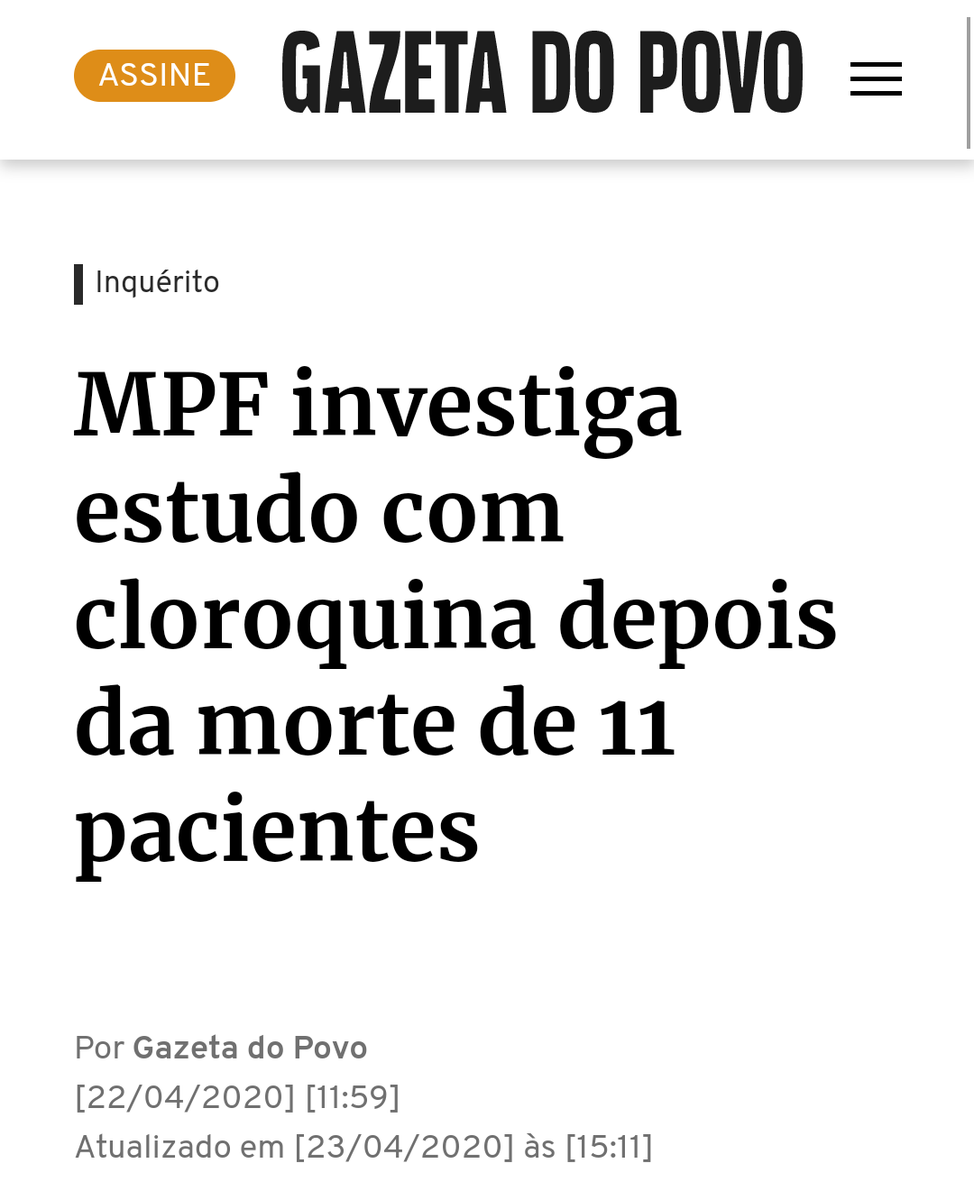 ASSINE
GAZETA DO POVO
Inquérito
MPF investiga
estudo com
cloroquina depois
da morte de 11
pacientes
Por Gazeta do Povo
[22/04/2020] [11:59]
Atualizado em [23/04/2020] às [15:11]